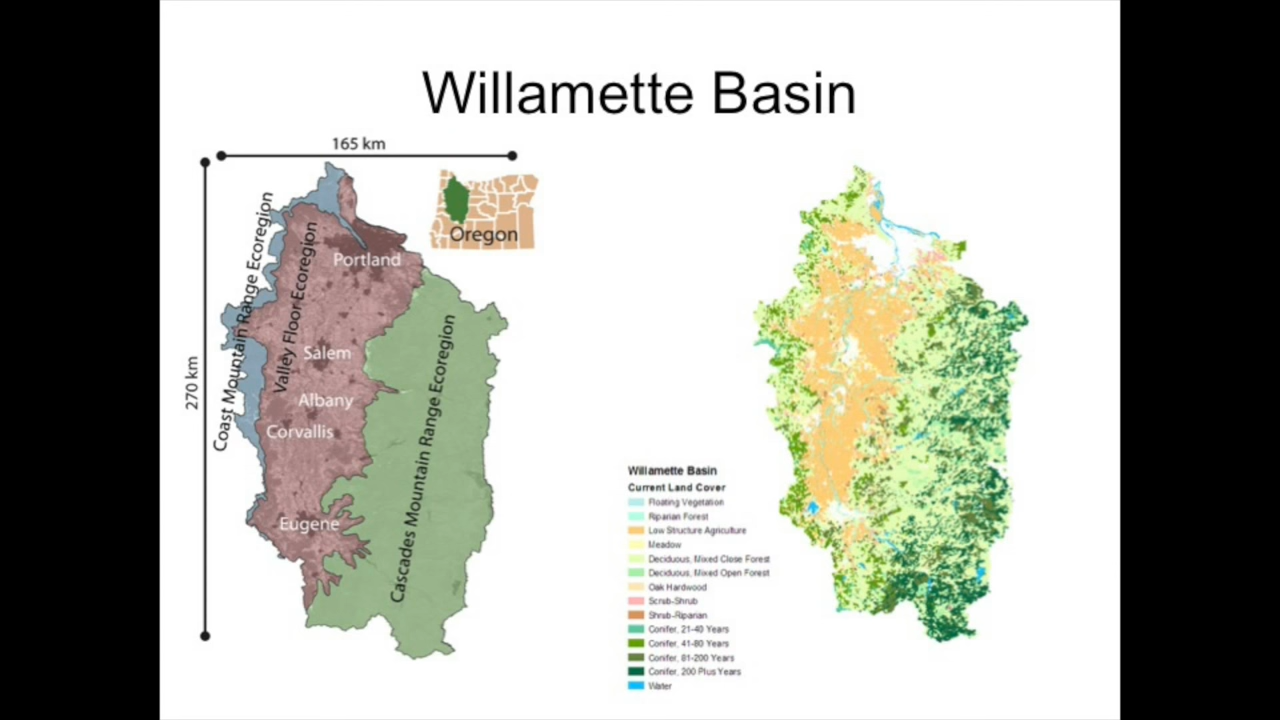 Willamette Basin
165 km
270 km
Coast Mountain Range Ecoregion
Valley Floor Ecoregion
Cascades Mountain Range Ecoregion
Portland
Salem
Albany
Corvallis
Eugene
Oregon
Willamette Basin
Current Land Cover
Floating Vegetation
Riparian Forest
Low Structure Agriculture
Meadow
Deciduous, Mixed Close Forest
Deciduous, Mixed Open Forest
Oak Hardwood
Scrub-Shrub
Shrub-Riparian
Conifer, 21-40 Years
Conifer, 41-80 Years
Conifer, 81-200 Years
Conifer, 200 Plus Years
Water